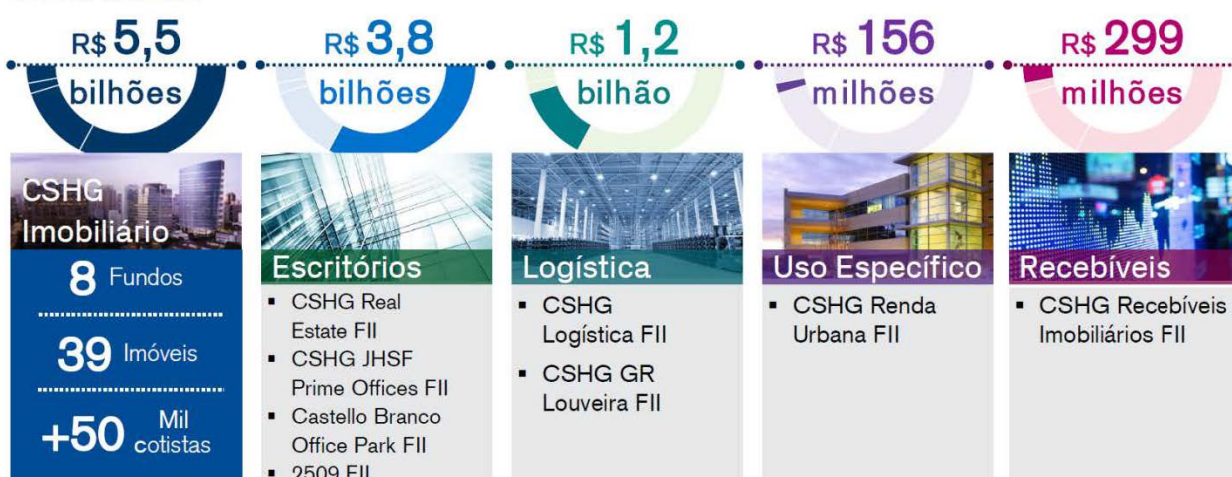 R$ 5,5
bilhões
CSHG
Imobiliário
8 Fundos
39 Imóveis
+50 Mil
cotistas
R$ 3,8
bilhões
Escritórios
▪ CSHG Real
Estate FII
▪ CSHG JHSF
Prime Offices FII
▪ Castello Branco
Office Park FII
▪ 2509 FII
R$ 1,2
bilhão
Logística
▪ CSHG
Logística FII
▪ CSHG GR
Louveira FII
R$ 156
milhões
Uso Específico
▪ CSHG Renda
Urbana FII
R$ 299
milhões
Recebíveis
▪ CSHG Recebíveis
Imobiliários FII